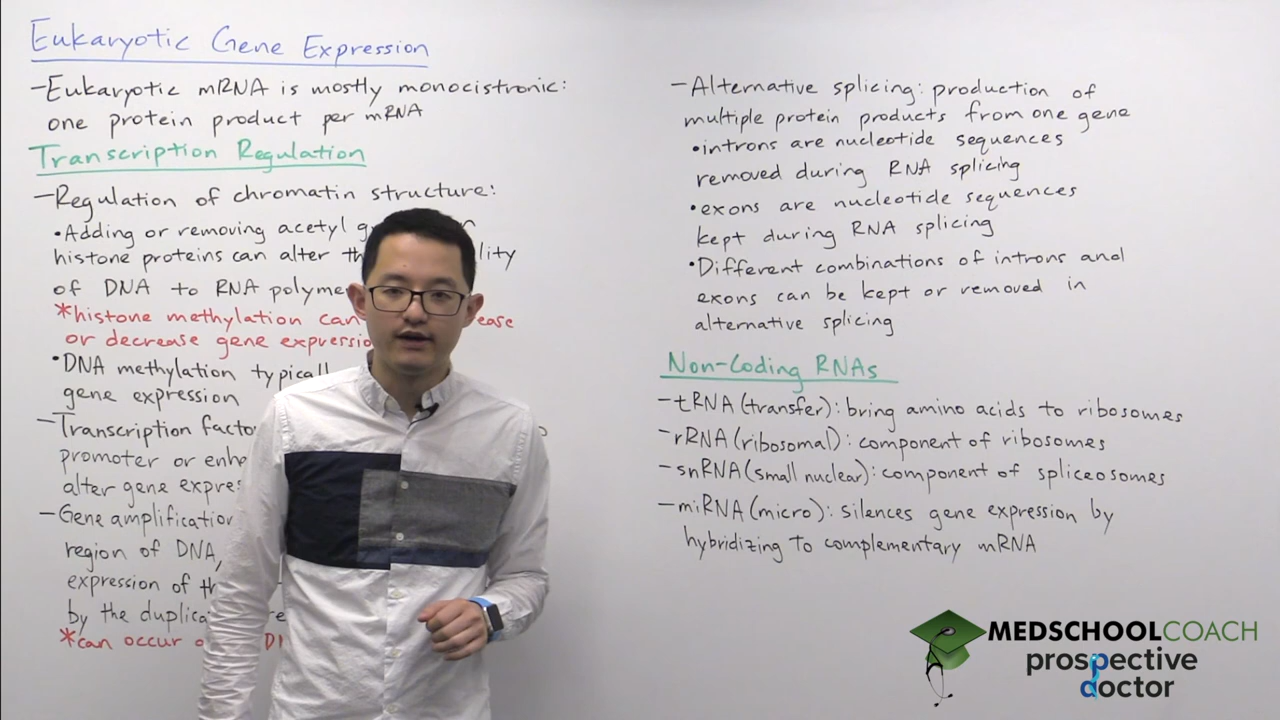 Eukaryotic Gene Expression
-Eukaryotic mRNA is mostly monocistronic:
one protein product per mRNA
Transcription Regulation
-Regulation of chromatin structure:
•Adding or removing acetyl
histone proteins can alter
of DNA to RNA
*histone methylation can
or decrease gene
•DNA methylation
gene expression
-Transcription
promoter or
alter gene
-Gene amplification
region of DNA,
expression of
by the
*can occur
-Alternative splicing: production of
multiple protein products from one gene
•introns are nucleotide sequences
removed during RNA splicing
•exons are nucleotide sequences
kept during RNA splicing
•Different combinations of introns and
exons can be kept or removed in
alternative splicing
Non-Coding RNAs
-tRNA (transfer): bring amino acids to ribosomes
-rRNA (ribosomal): component of ribosomes
-snRNA (small nuclear): component of spliceosomes
-miRNA (micro): silences gene expression by
hybridizing to complementary mRNA
MEDSCHOOLCOACH
prospective
doctor